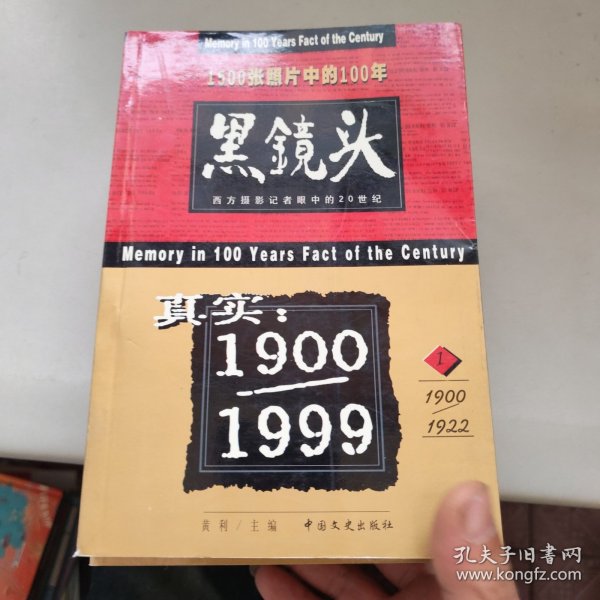 Memory in 100 Years Fact of the Century
1500张照片中的100年
黑鏡头
西方摄影记者眼中的20世纪
Memory in 100 Years Fact of the Century
真实：
1900
1999
1
1900
1922
黄利/主编 中国文史出版社
孔夫子旧书网
www.kongfz.com